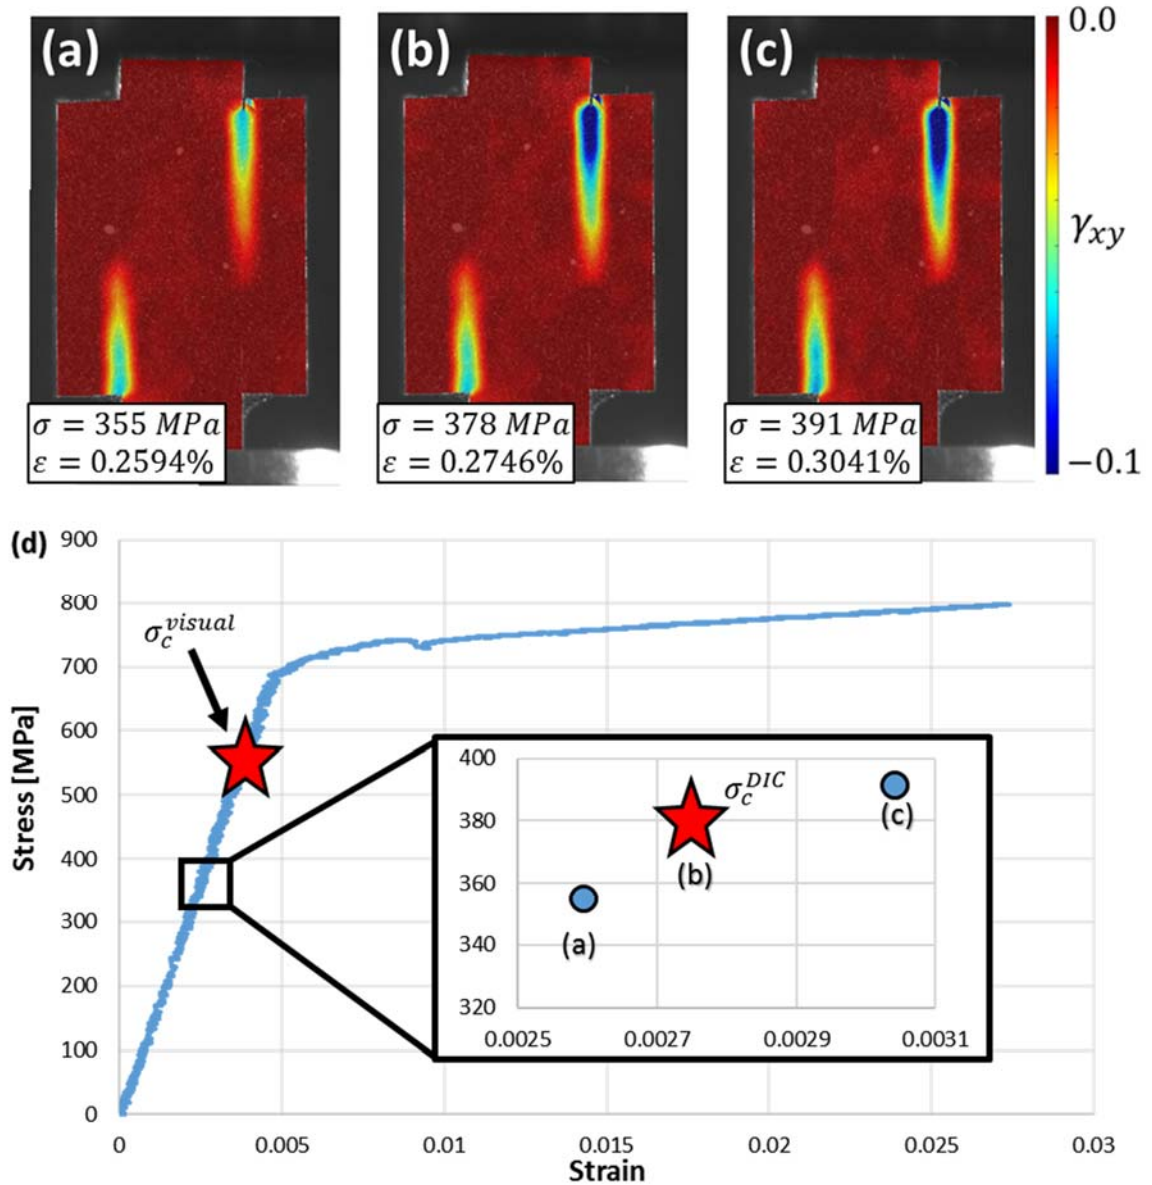 (a)
(b)
(c)
0.0
γxy
−0.1
σ = 355 MPa
ε = 0.2594%
σ = 378 MPa
ε = 0.2746%
σ = 391 MPa
ε = 0.3041%
(d)
900
800
700
600
500
400
300
200
100
0
Stress [MPa]
σc^visual
400
380
360
340
320
σc^DIC
(c)
(b)
(a)
0.0025
0.0027
0.0029
0.0031
0
0.005
0.01
0.015
0.02
0.025
0.03
Strain